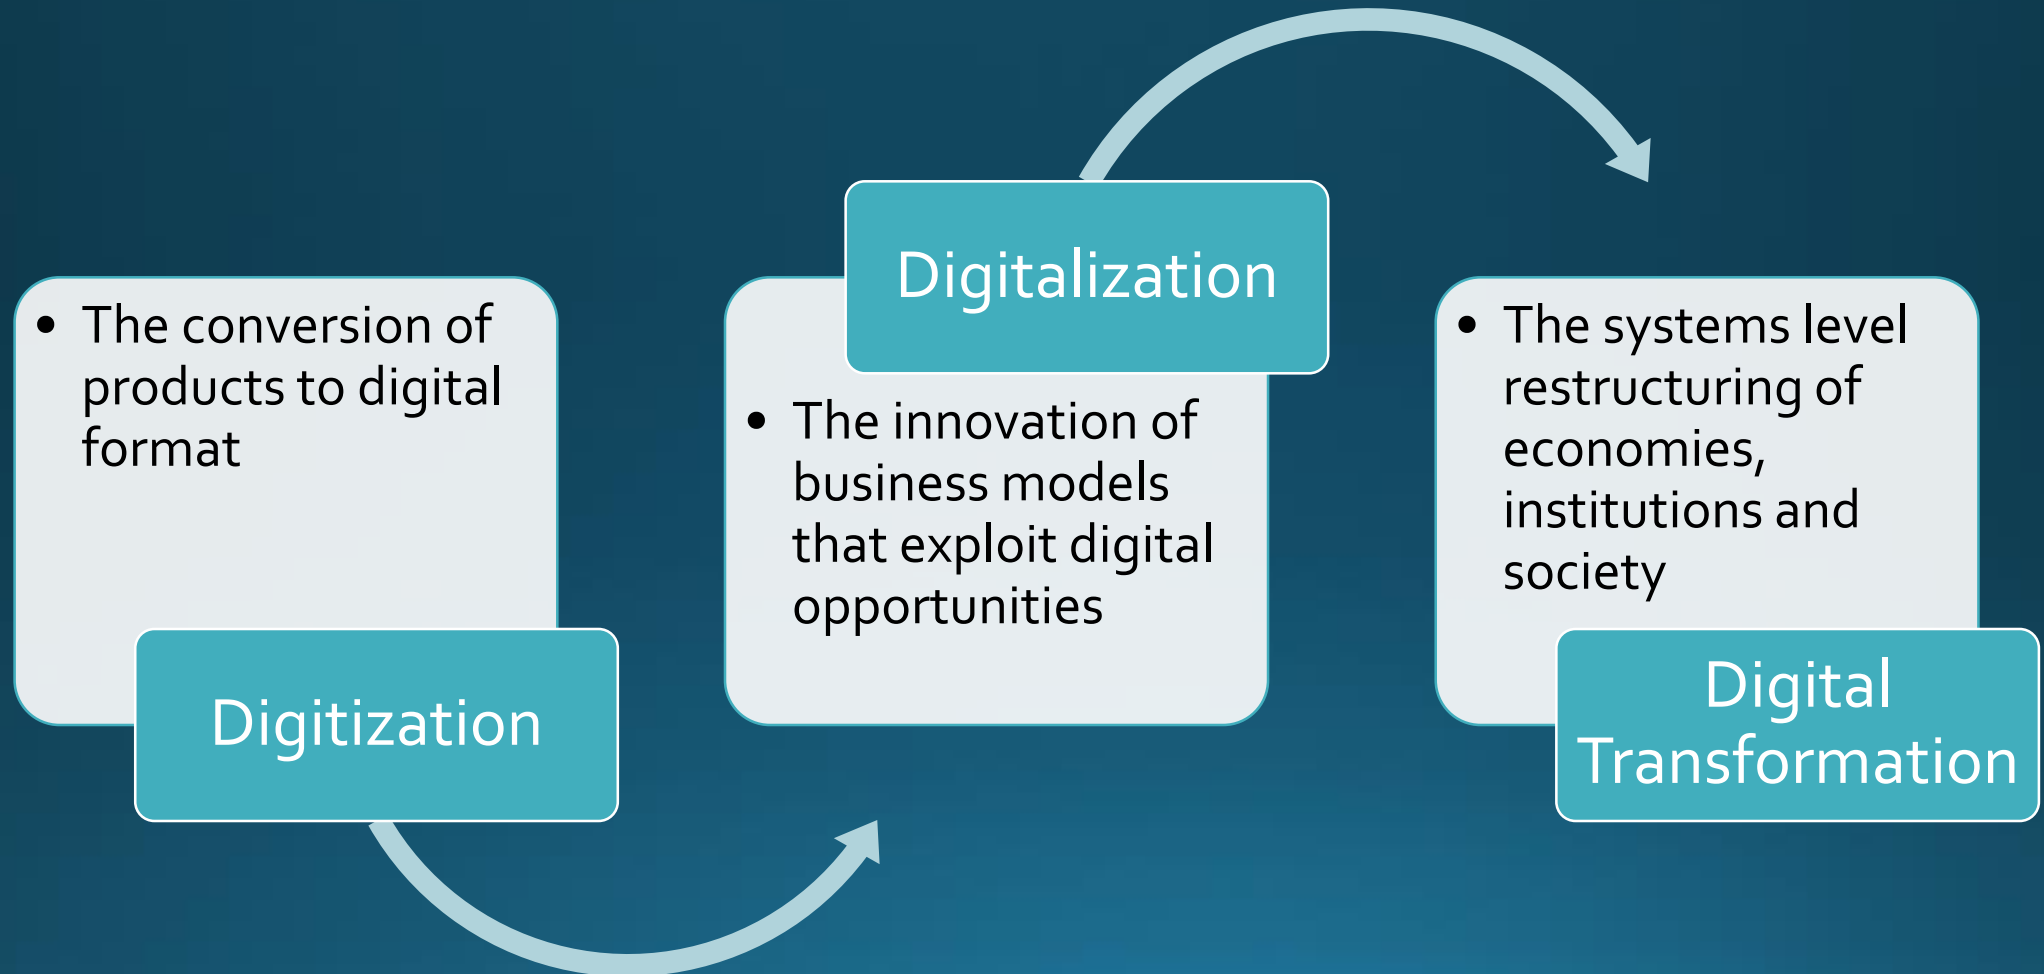 • The conversion of
products to digital
format
Digitization
Digitalization
• The innovation of
business models
that exploit digital
opportunities
• The systems level
restructuring of
economies,
institutions and
society
Digital
Transformation